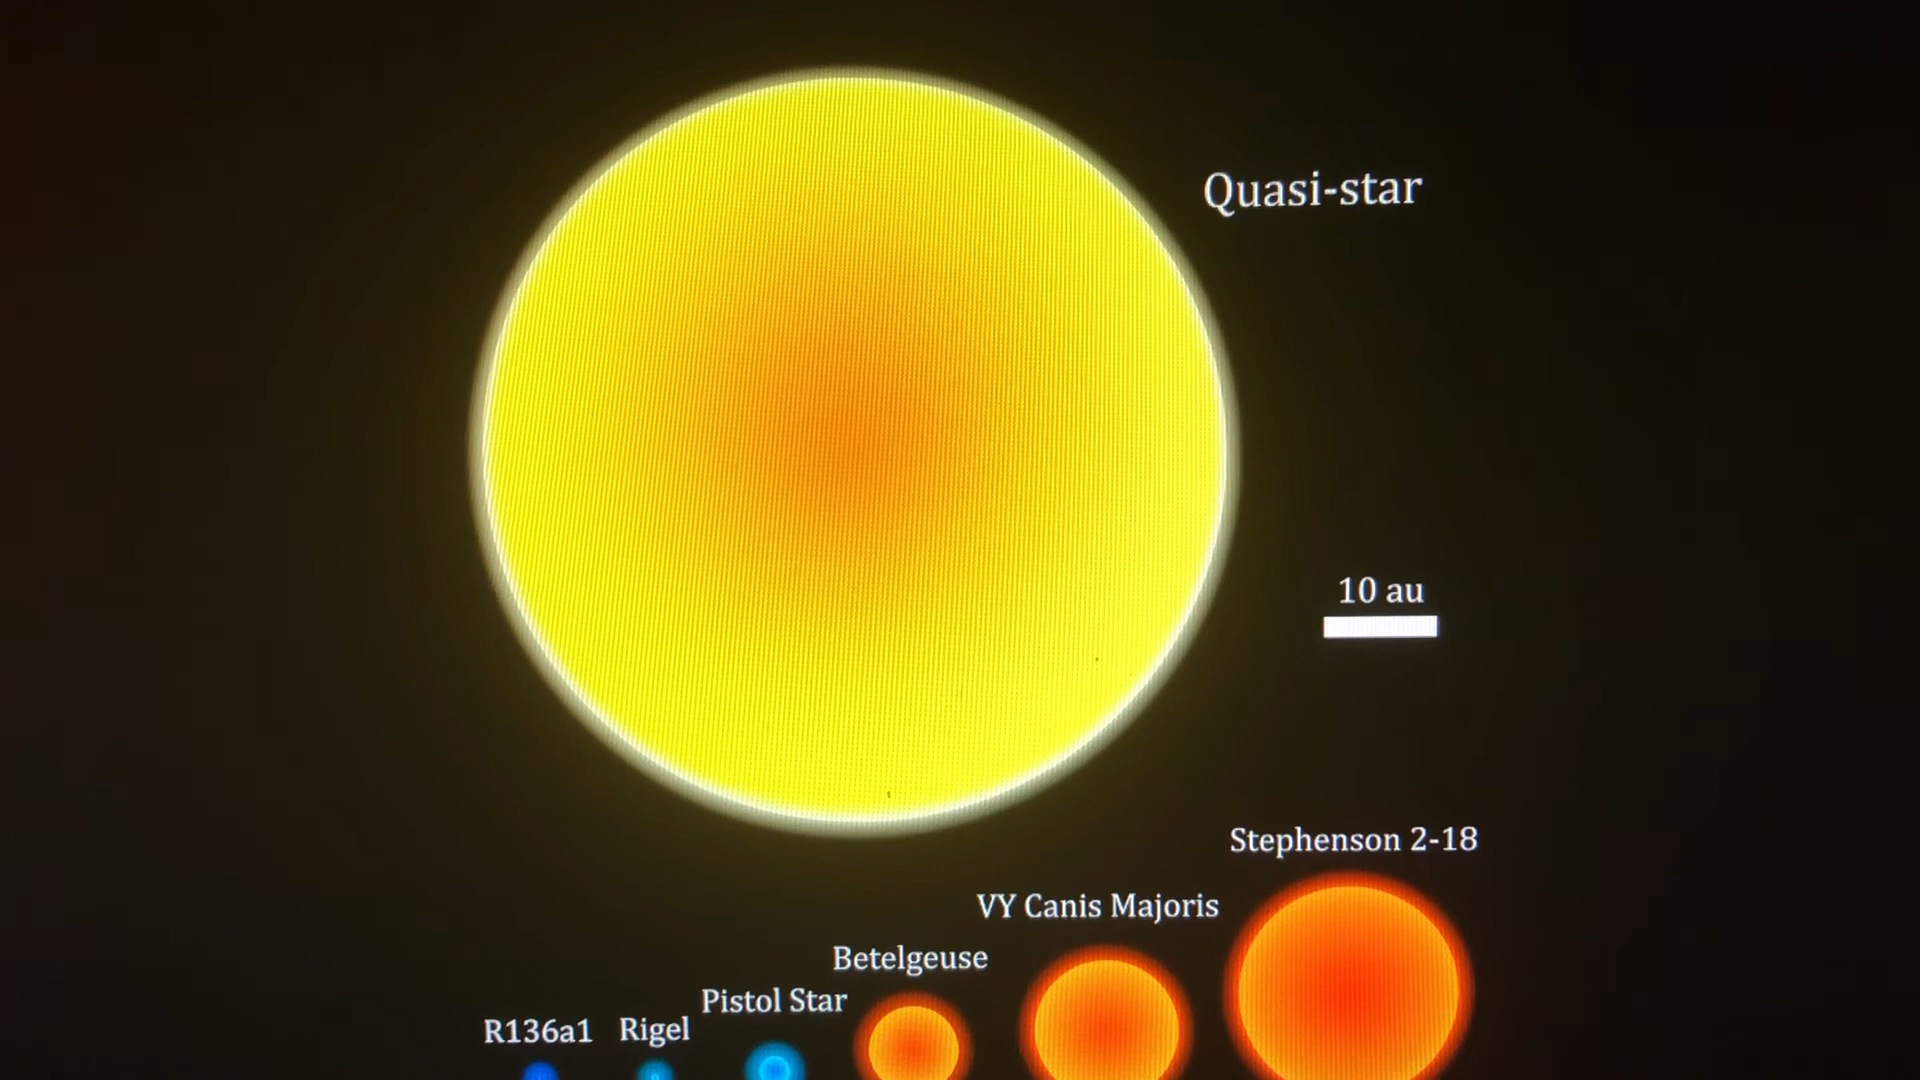 Quasi-star
10 au
Stephenson 2-18
VY Canis Majoris
Betelgeuse
Pistol Star
R136a1
Rigel